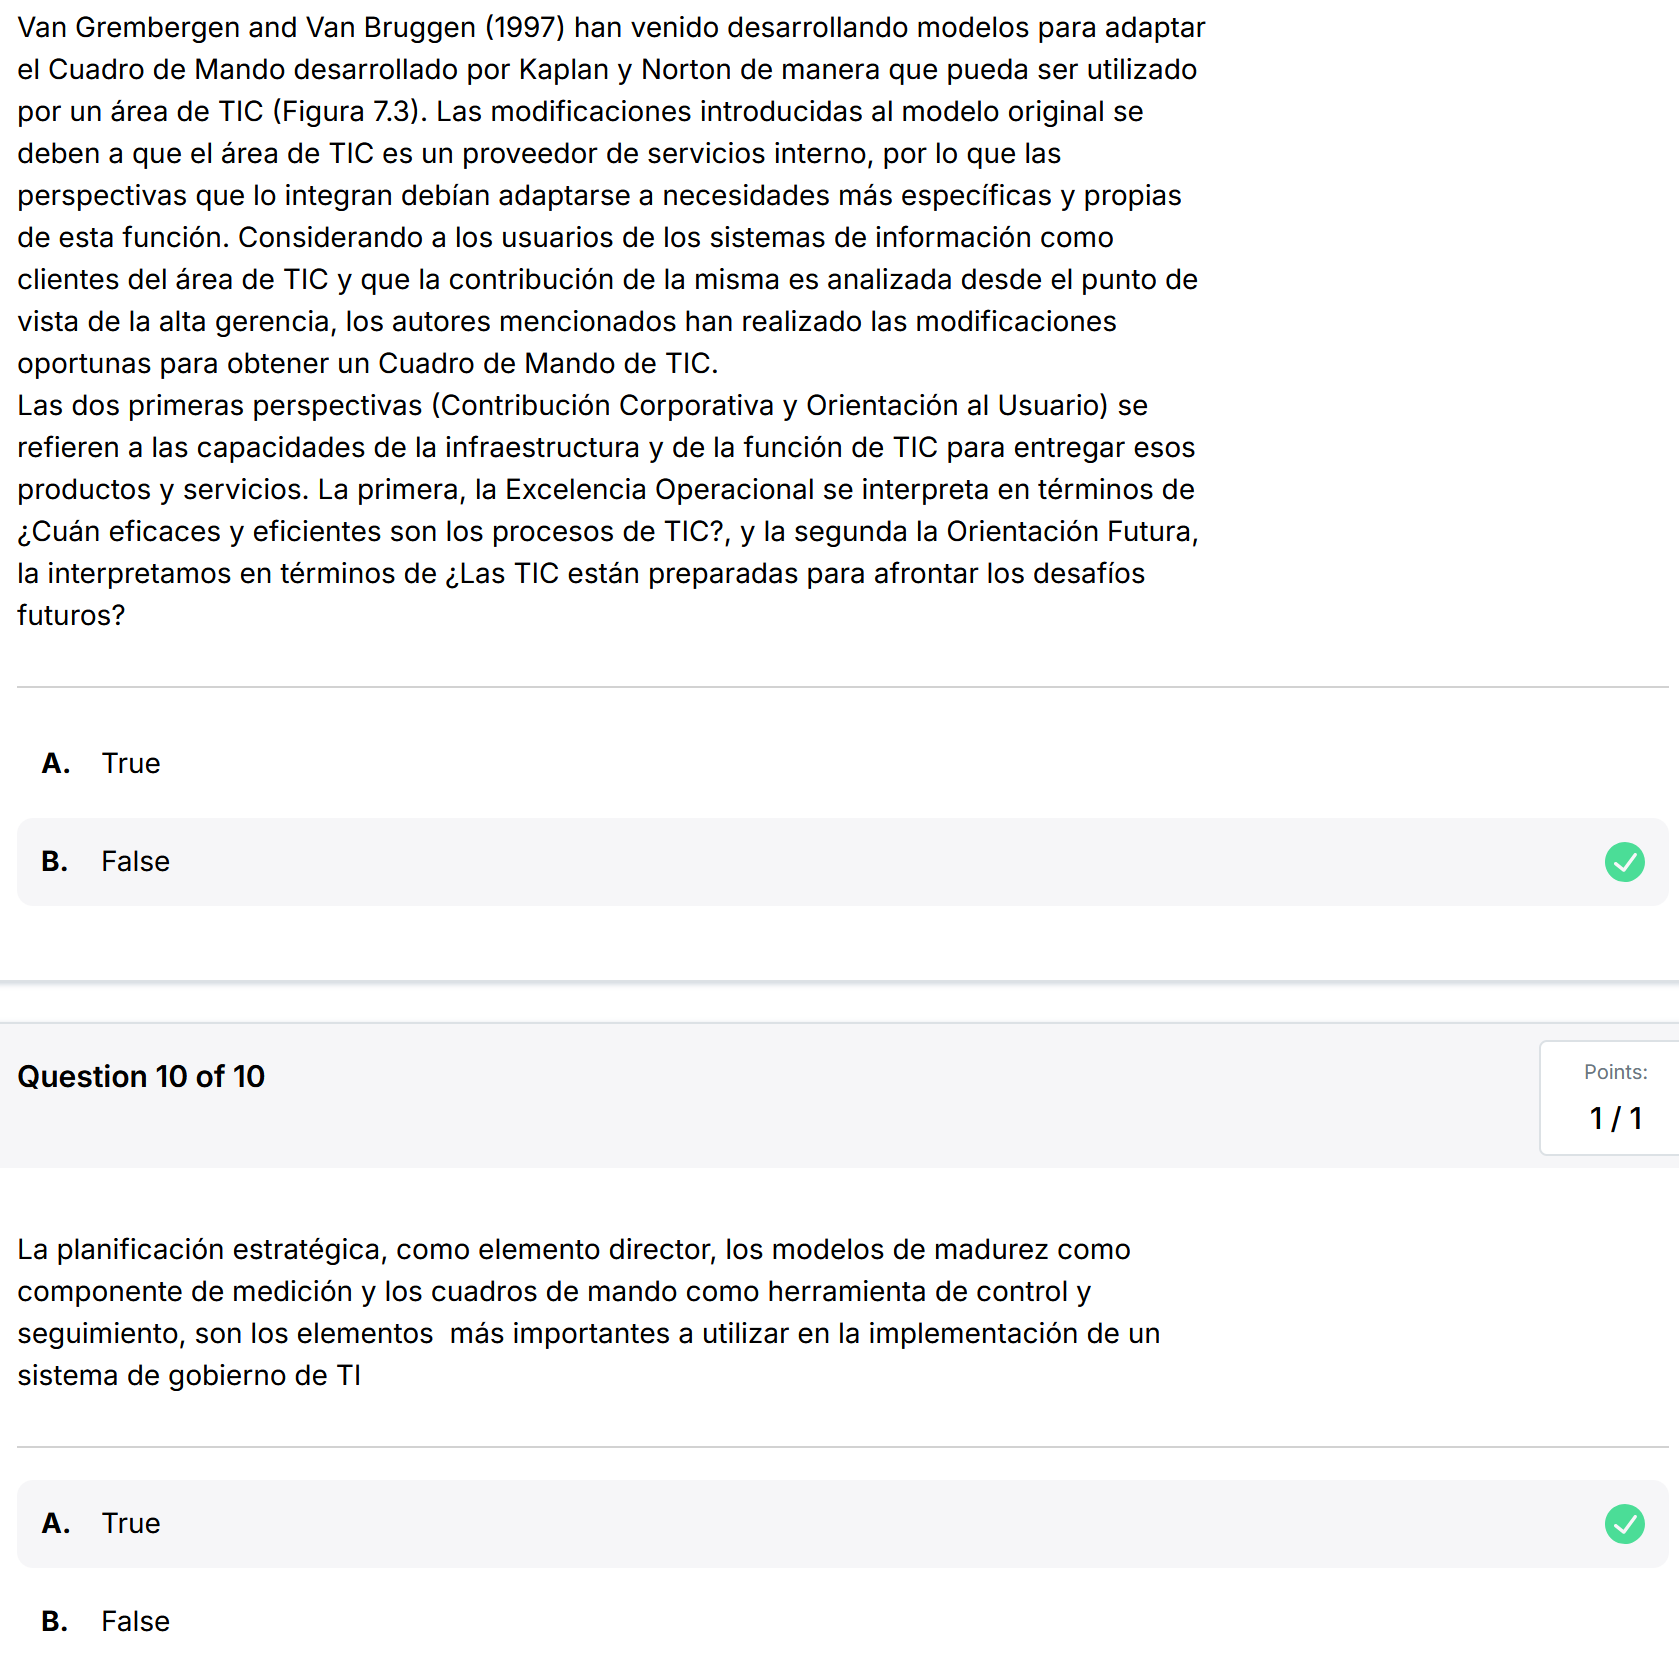 Van Grembergen and Van Bruggen (1997) han venido desarrollando modelos para adaptar
el Cuadro de Mando desarrollado por Kaplan y Norton de manera que pueda ser utilizado
por un área de TIC (Figura 7.3). Las modificaciones introducidas al modelo original se
deben a que el área de TIC es un proveedor de servicios interno, por lo que las
perspectivas que lo integran debían adaptarse a necesidades más específicas y propias
de esta función. Considerando a los usuarios de los sistemas de información como
clientes del área de TIC y que la contribución de la misma es analizada desde el punto de
vista de la alta gerencia, los autores mencionados han realizado las modificaciones
oportunas para obtener un Cuadro de Mando de TIC.
Las dos primeras perspectivas (Contribución Corporativa y Orientación al Usuario) se
refieren a las capacidades de la infraestructura y de la función de TIC para entregar esos
productos y servicios. La primera, la Excelencia Operacional se interpreta en términos de
¿Cuán eficaces y eficientes son los procesos de TIC?, y la segunda la Orientación Futura,
la interpretamos en términos de ¿Las TIC están preparadas para afrontar los desafíos
futuros?
A. True
B. False
Question 10 of 10
Points:
1 / 1
La planificación estratégica, como elemento director, los modelos de madurez como
componente de medición y los cuadros de mando como herramienta de control y
seguimiento, son los elementos  más importantes a utilizar en la implementación de un
sistema de gobierno de TI
A. True
B. False